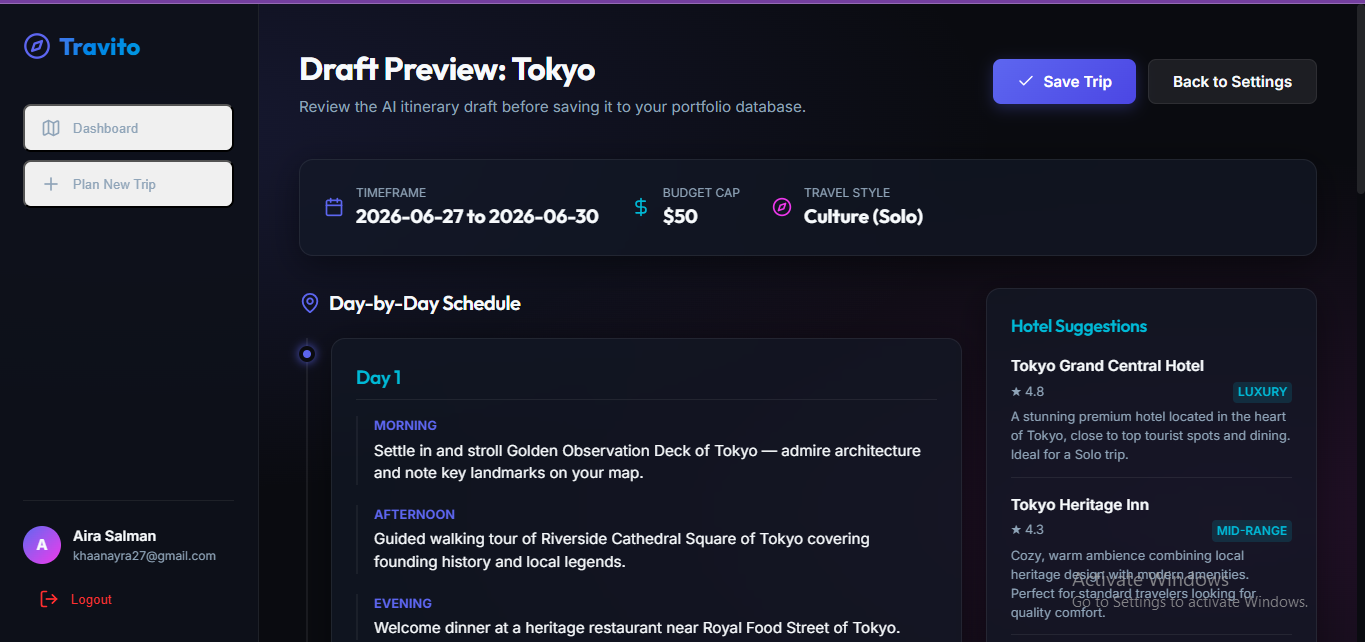 Travito
Dashboard
Plan New Trip
Aira Salman
khaanayra27@gmail.com
Logout
Draft Preview: Tokyo
Review the AI itinerary draft before saving it to your portfolio database.
Save Trip
Back to Settings
TIMEFRAME
2026-06-27 to 2026-06-30
BUDGET CAP
$50
TRAVEL STYLE
Culture (Solo)
Day-by-Day Schedule
Day 1
MORNING
Settle in and stroll Golden Observation Deck of Tokyo — admire architecture
and note key landmarks on your map.
AFTERNOON
Guided walking tour of Riverside Cathedral Square of Tokyo covering
founding history and local legends.
EVENING
Welcome dinner at a heritage restaurant near Royal Food Street of Tokyo.
Hotel Suggestions
Tokyo Grand Central Hotel
★ 4.8
LUXURY
A stunning premium hotel located in the heart
of Tokyo, close to top tourist spots and dining.
Ideal for a Solo trip.
Tokyo Heritage Inn
★ 4.3
MID-RANGE
Cozy, warm ambience combining local
heritage design with modern amenities.
Perfect for standard travelers looking for
quality comfort.
Activate Windows
Go to Settings to activate Windows.
A